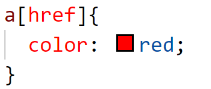 a[href]{
color: red;
}